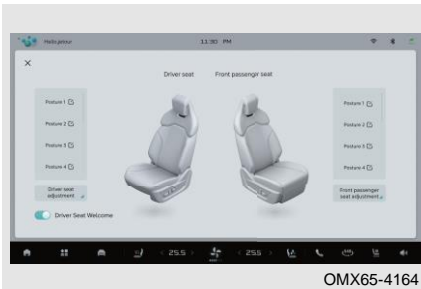 Hello, jetour
11:30 PM
Driver seat
Front passengir seat
Posture 1
Posture 2
Posture 3
Posture 4
Driver seat
adjustment
Driver Seat Welcome
Posture 1
Posture 2
Posture 3
Posture 4
Front passenger
seat adjustment
25.5
25.5
OMX65-4164